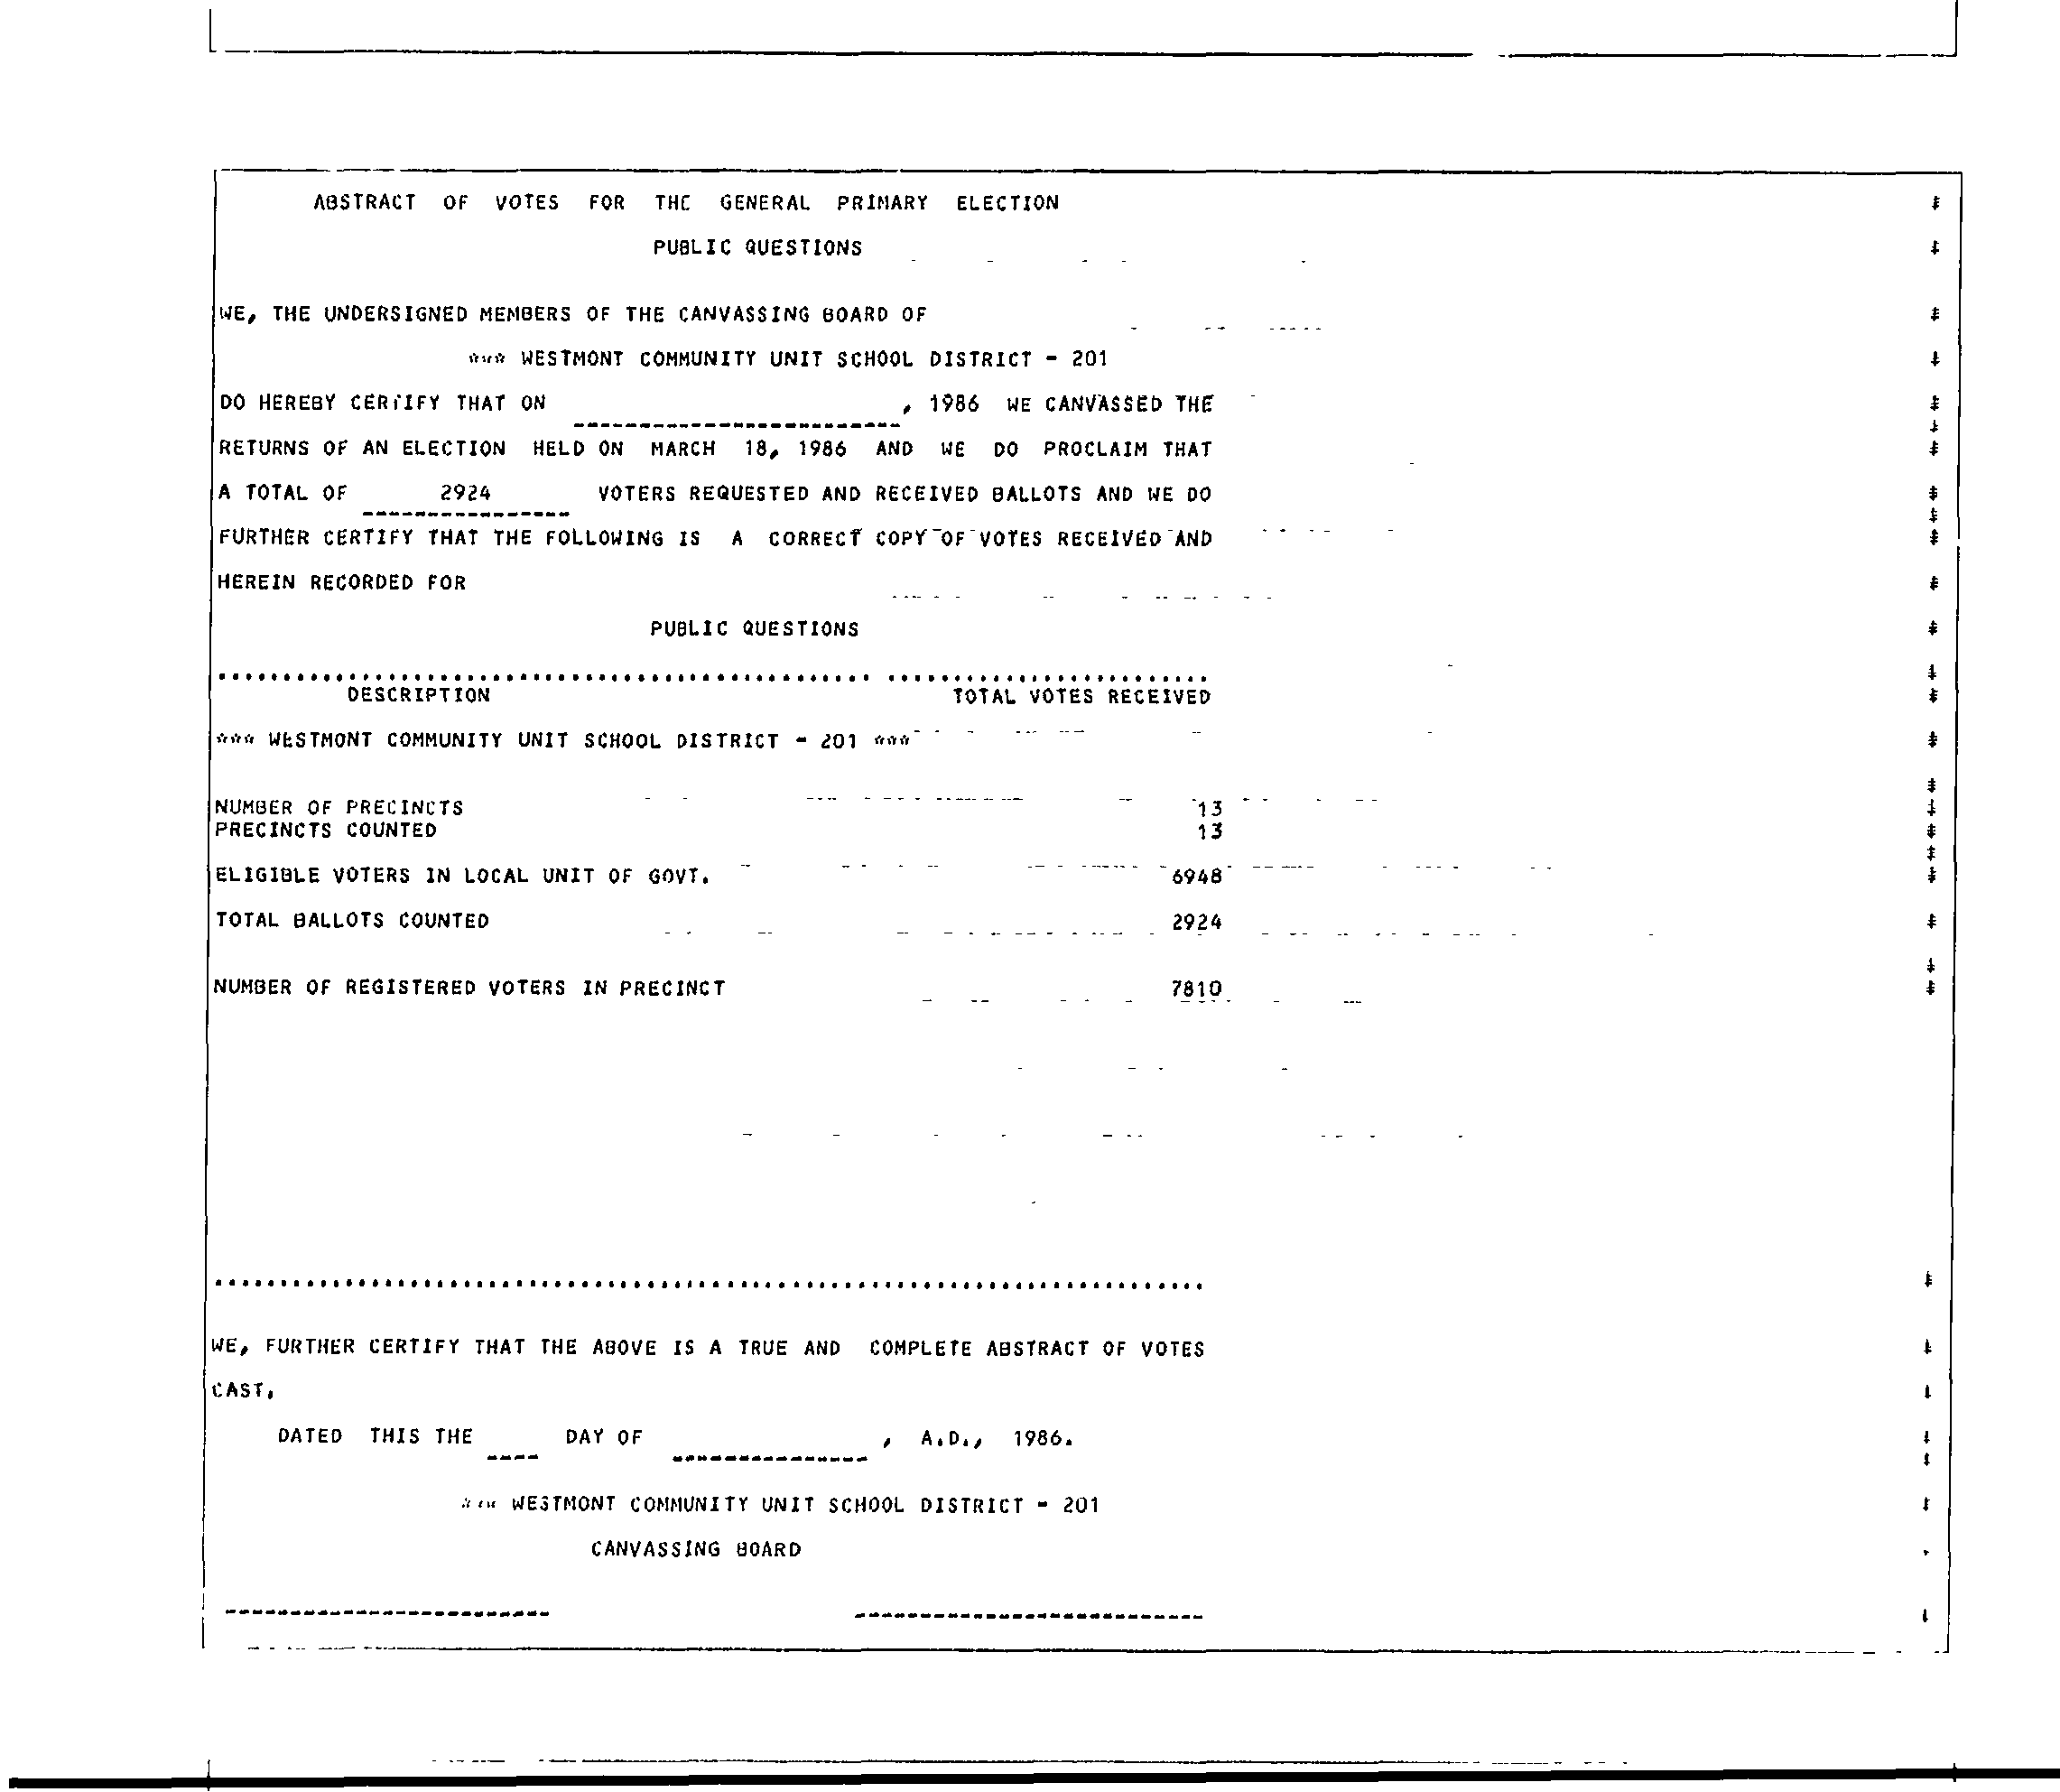 ABSTRACT OF VOTES FOR THE GENERAL PRIMARY ELECTION
PUBLIC QUESTIONS
WE, THE UNDERSIGNED MEMBERS OF THE CANVASSING BOARD OF
*** WESTMONT COMMUNITY UNIT SCHOOL DISTRICT - 201
DO HEREBY CERTIFY THAT ON _________________________, 1986 WE CANVASSED THE
RETURNS OF AN ELECTION HELD ON MARCH 18, 1986 AND WE DO PROCLAIM THAT
A TOTAL OF 2924 VOTERS REQUESTED AND RECEIVED BALLOTS AND WE DO
FURTHER CERTIFY THAT THE FOLLOWING IS A CORRECT COPY OF VOTES RECEIVED AND
HEREIN RECORDED FOR
PUBLIC QUESTIONS
DESCRIPTION TOTAL VOTES RECEIVED
*** WESTMONT COMMUNITY UNIT SCHOOL DISTRICT - 201 ***
NUMBER OF PRECINCTS 13
PRECINCTS COUNTED 13
ELIGIBLE VOTERS IN LOCAL UNIT OF GOVT. 6948
TOTAL BALLOTS COUNTED 2924
NUMBER OF REGISTERED VOTERS IN PRECINCT 7810
WE, FURTHER CERTIFY THAT THE ABOVE IS A TRUE AND COMPLETE ABSTRACT OF VOTES
CAST.
DATED THIS THE ____ DAY OF _______________, A.D., 1986.
*** WESTMONT COMMUNITY UNIT SCHOOL DISTRICT - 201
CANVASSING BOARD